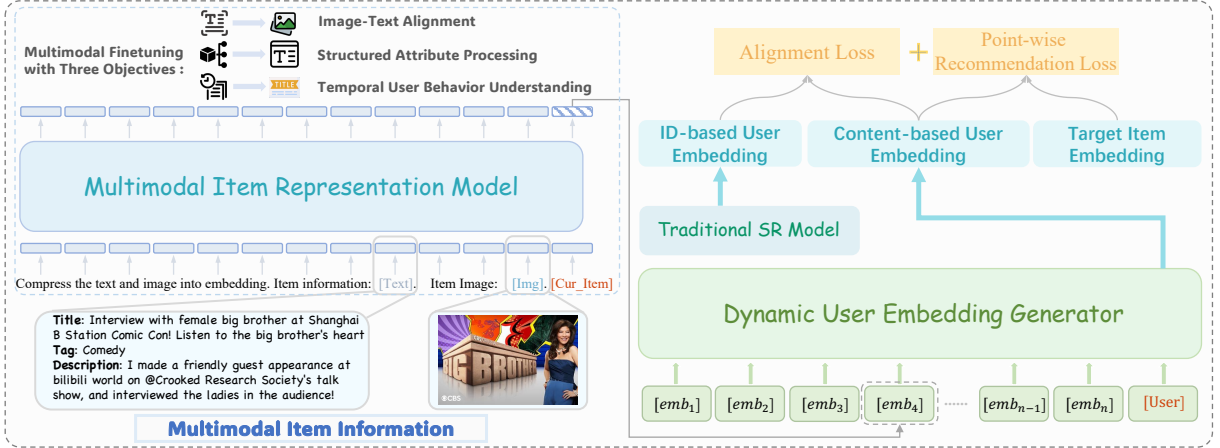 Multimodal Finetuning
with Three Objectives :
Image-Text Alignment
Structured Attribute Processing
TITLE
Temporal User Behavior Understanding
Multimodal Item Representation Model
Compress the text and image into embedding. Item information: [Text]. Item Image: [Img]. [Cur_Item]
Title: Interview with female big brother at Shanghai
B Station Comic Con! Listen to the big brother's heart
Tag: Comedy
Description: I made a friendly guest appearance at
bilibili world on @Crooked Research Society's talk
show, and interviewed the ladies in the audience!
BIG BROTHER
©CBS
Multimodal Item Information
Alignment Loss
+
Point-wise
Recommendation Loss
ID-based User
Embedding
Content-based User
Embedding
Target Item
Embedding
Traditional SR Model
Dynamic User Embedding Generator
[emb₁] [emb₂] [emb₃] [emb₄] ...... [embₙ₋₁] [embₙ] [User]